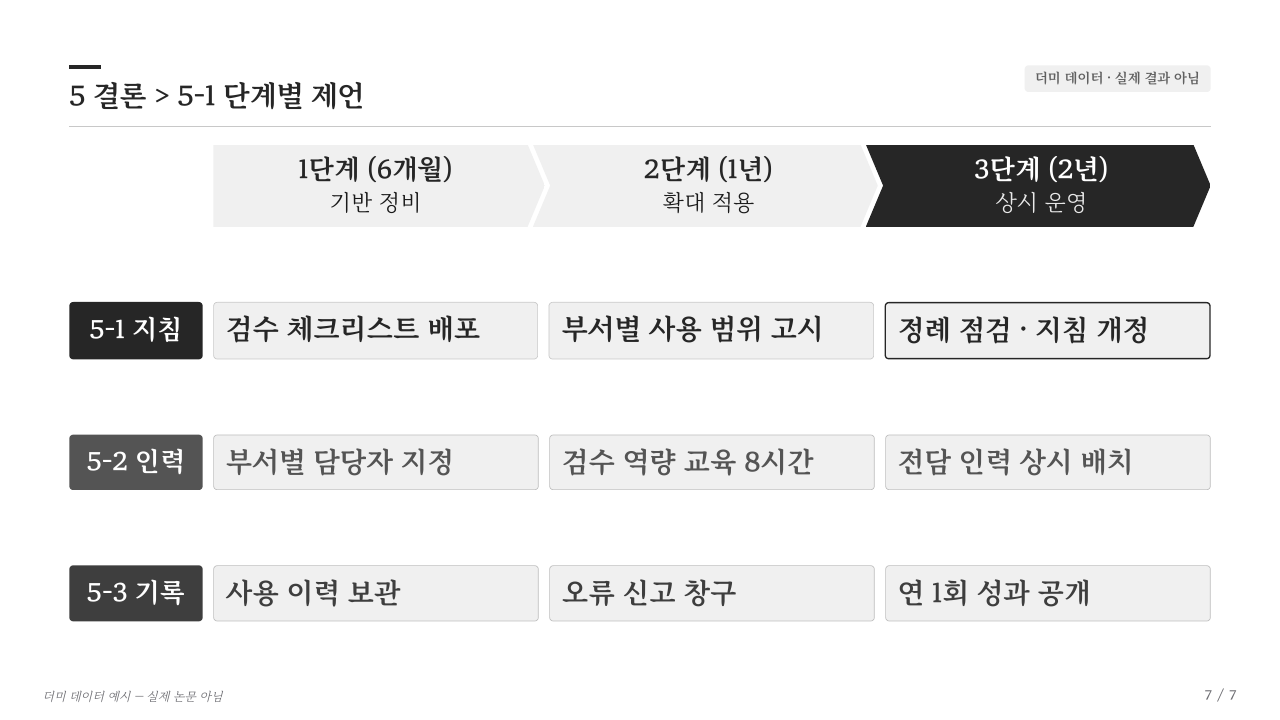 5 결론 > 5-1 단계별 제언
더미 데이터 · 실제 결과 아님
1단계 (6개월)
기반 정비
2단계 (1년)
확대 적용
3단계 (2년)
상시 운영
5-1 지침
검수 체크리스트 배포
부서별 사용 범위 고시
정례 점검 · 지침 개정
5-2 인력
부서별 담당자 지정
검수 역량 교육 8시간
전담 인력 상시 배치
5-3 기록
사용 이력 보관
오류 신고 창구
연 1회 성과 공개
더미 데이터 예시 — 실제 논문 아님
7 / 7